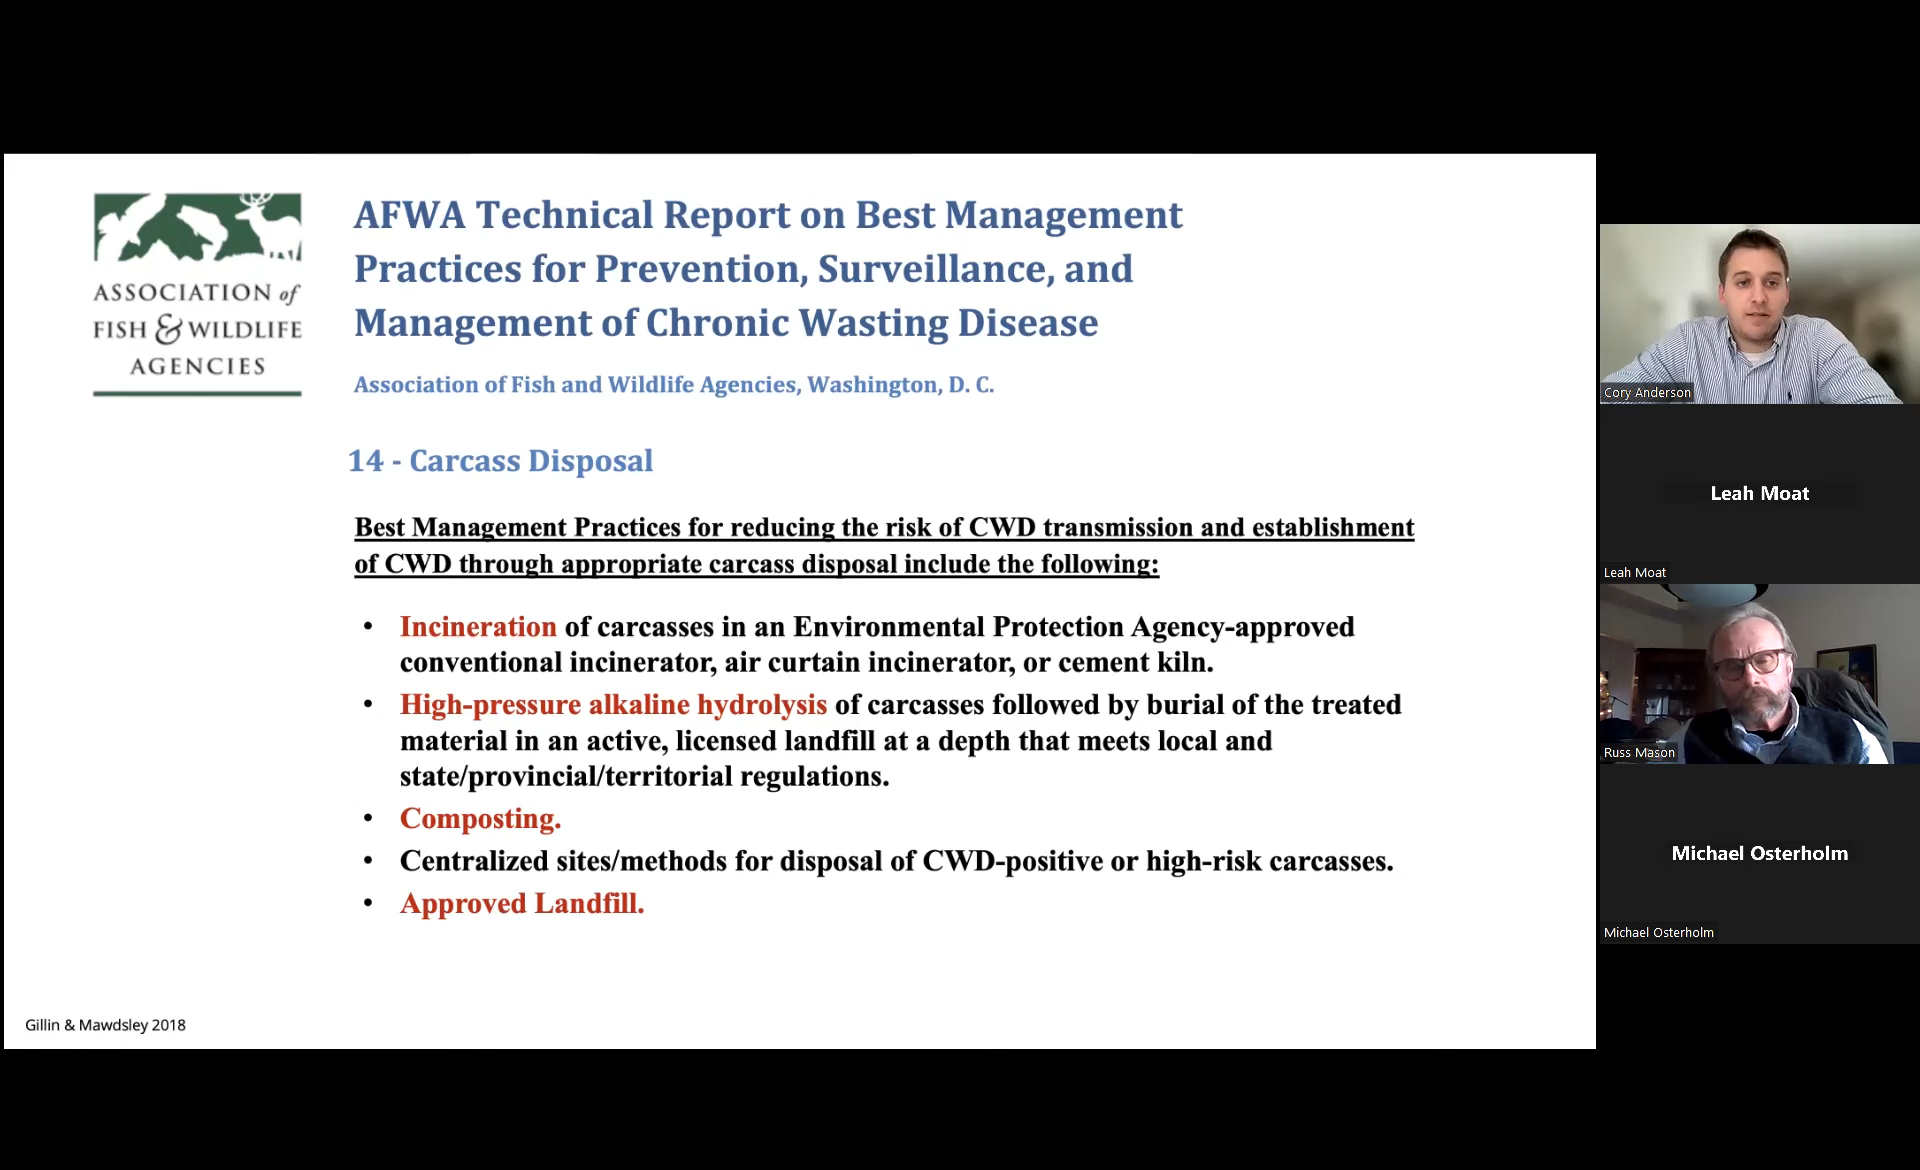 ASSOCIATION of
FISH & WILDLIFE
AGENCIES
AFWA Technical Report on Best Management
Practices for Prevention, Surveillance, and
Management of Chronic Wasting Disease
Association of Fish and Wildlife Agencies, Washington, D. C.
14 - Carcass Disposal
Best Management Practices for reducing the risk of CWD transmission and establishment
of CWD through appropriate carcass disposal include the following:
• Incineration of carcasses in an Environmental Protection Agency-approved
conventional incinerator, air curtain incinerator, or cement kiln.
• High-pressure alkaline hydrolysis of carcasses followed by burial of the treated
material in an active, licensed landfill at a depth that meets local and
state/provincial/territorial regulations.
• Composting.
• Centralized sites/methods for disposal of CWD-positive or high-risk carcasses.
• Approved Landfill.
Gillin & Mawdsley 2018
Cory Anderson
Leah Moat
Leah Moat
Russ Mason
Michael Osterholm
Michael Osterholm